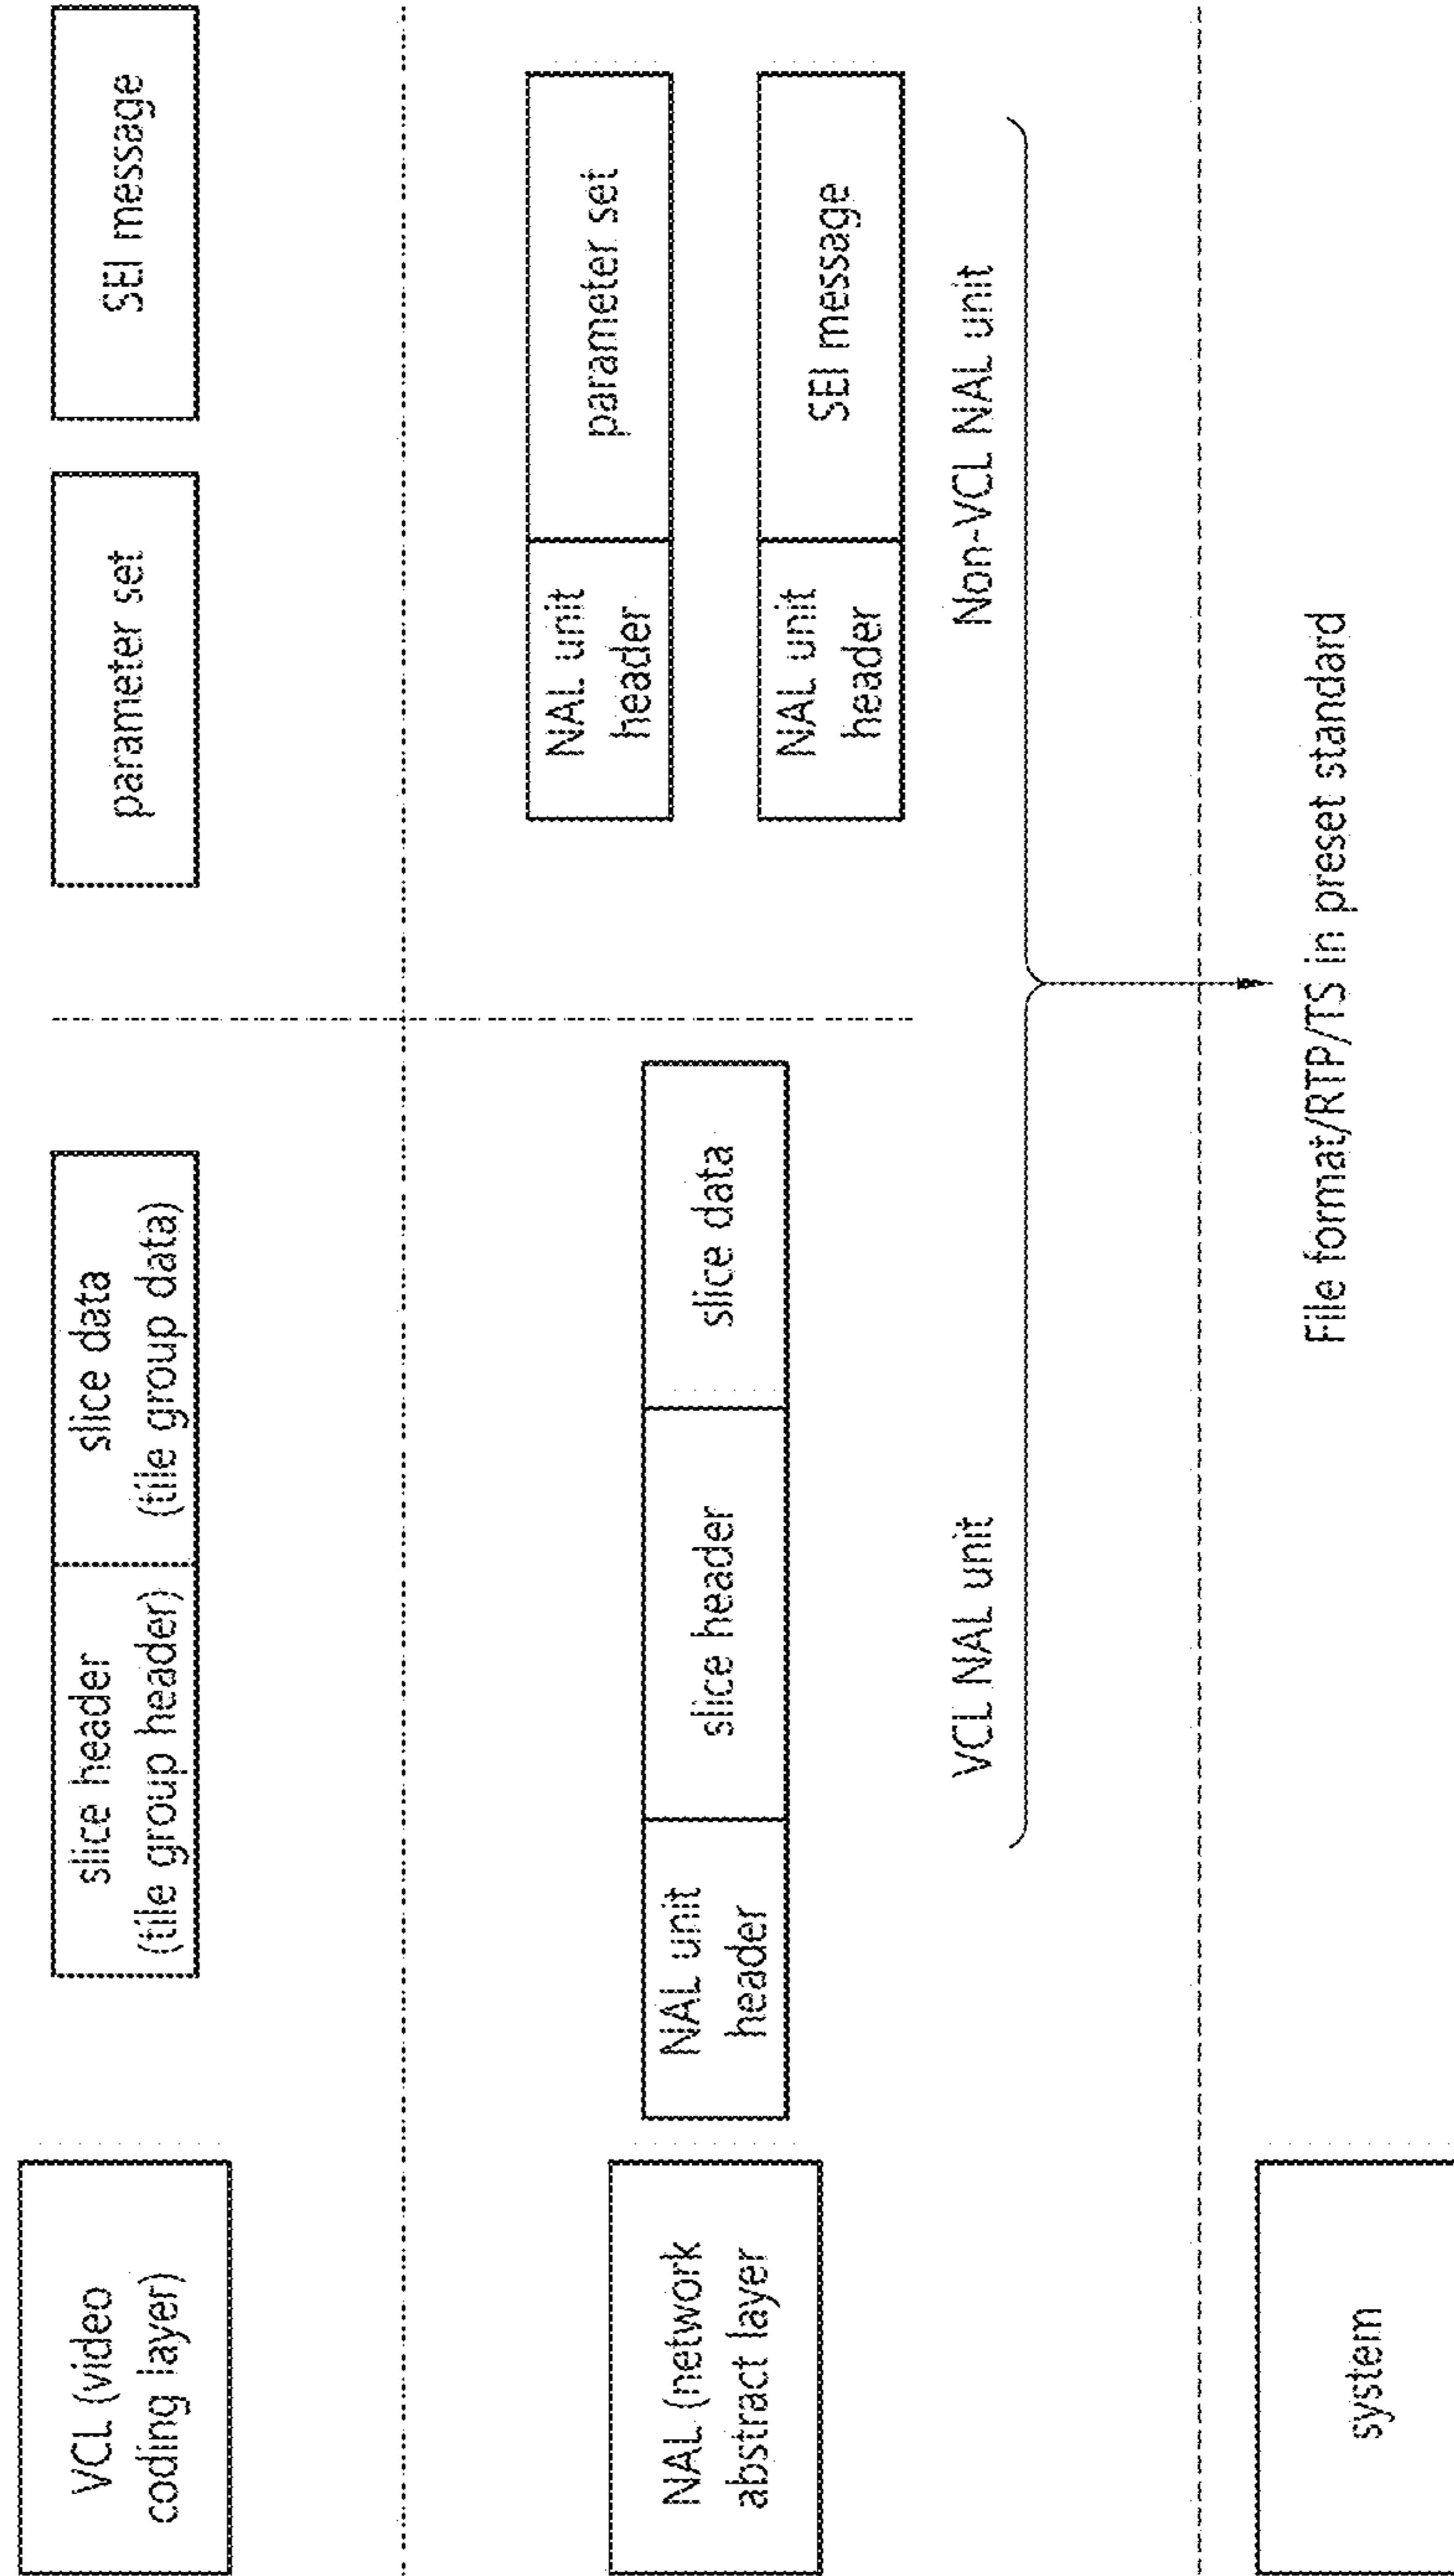 VCL (video
coding layer)
slice header
(tile group header)
slice data
(tile group data)
parameter set
SEI message
NAL (network
abstract layer
NAL unit
header
slice header
slice data
NAL unit
header
parameter set
NAL unit
header
SEI message
VCL NAL unit
Non-VCL NAL unit
system
File format/RTP/TS in preset standard